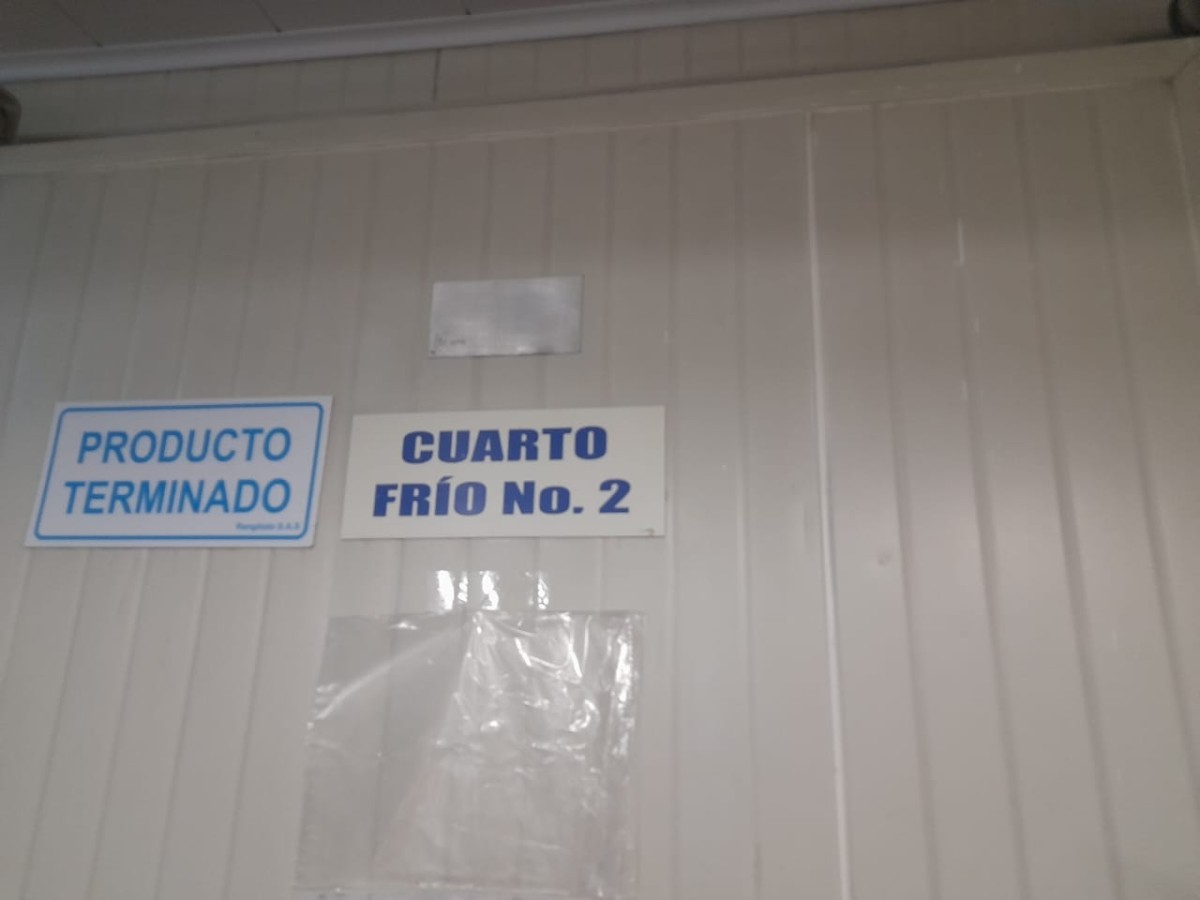 PRODUCTO
TERMINADO
CUARTO
FRÍO No. 2